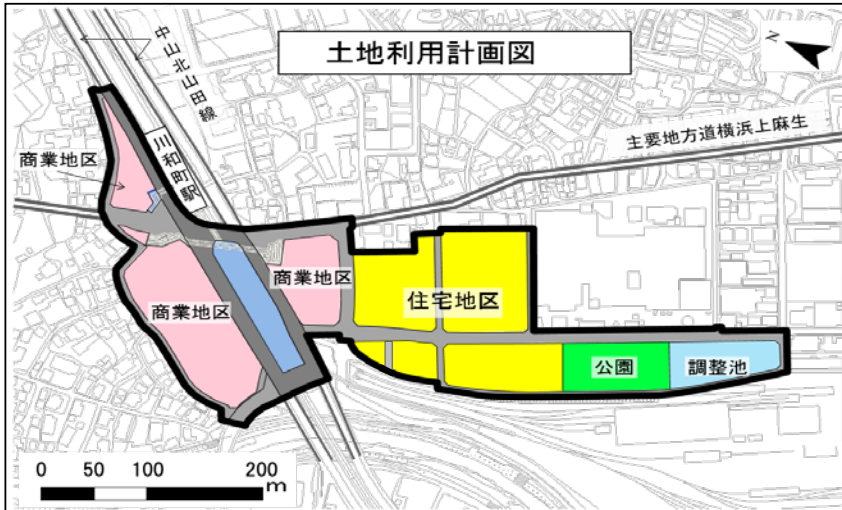 土地利用計画図
N
中山北山田線
主要地方道横浜上麻生
川和町駅
商業地区
商業地区
商業地区
住宅地区
公園
調整池
0 50 100 200
m